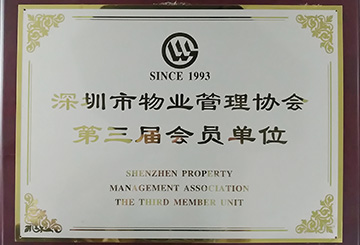 SINCE 1993
深圳市物业管理协会
第三届会员单位
SHENZHEN PROPERTY
MANAGEMENT ASSOCIATION
THE THIRD MEMBER UNIT